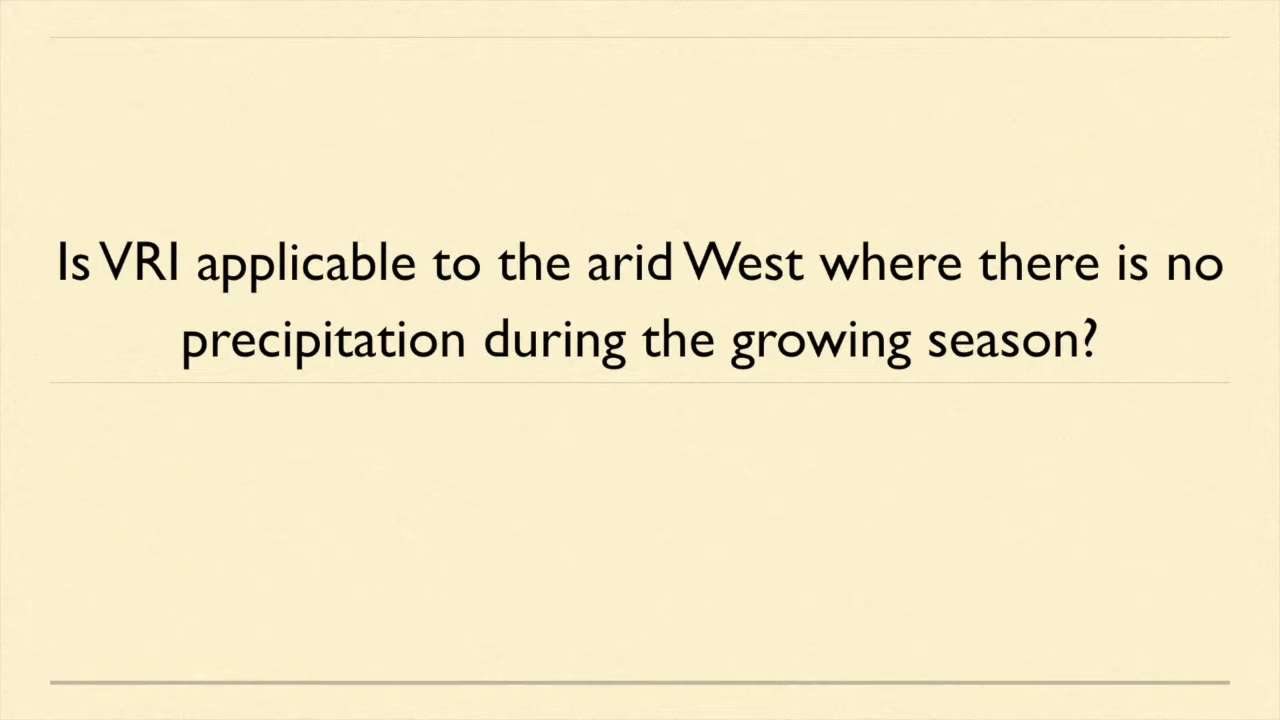 Is VRI applicable to the arid West where there is no
precipitation during the growing season?